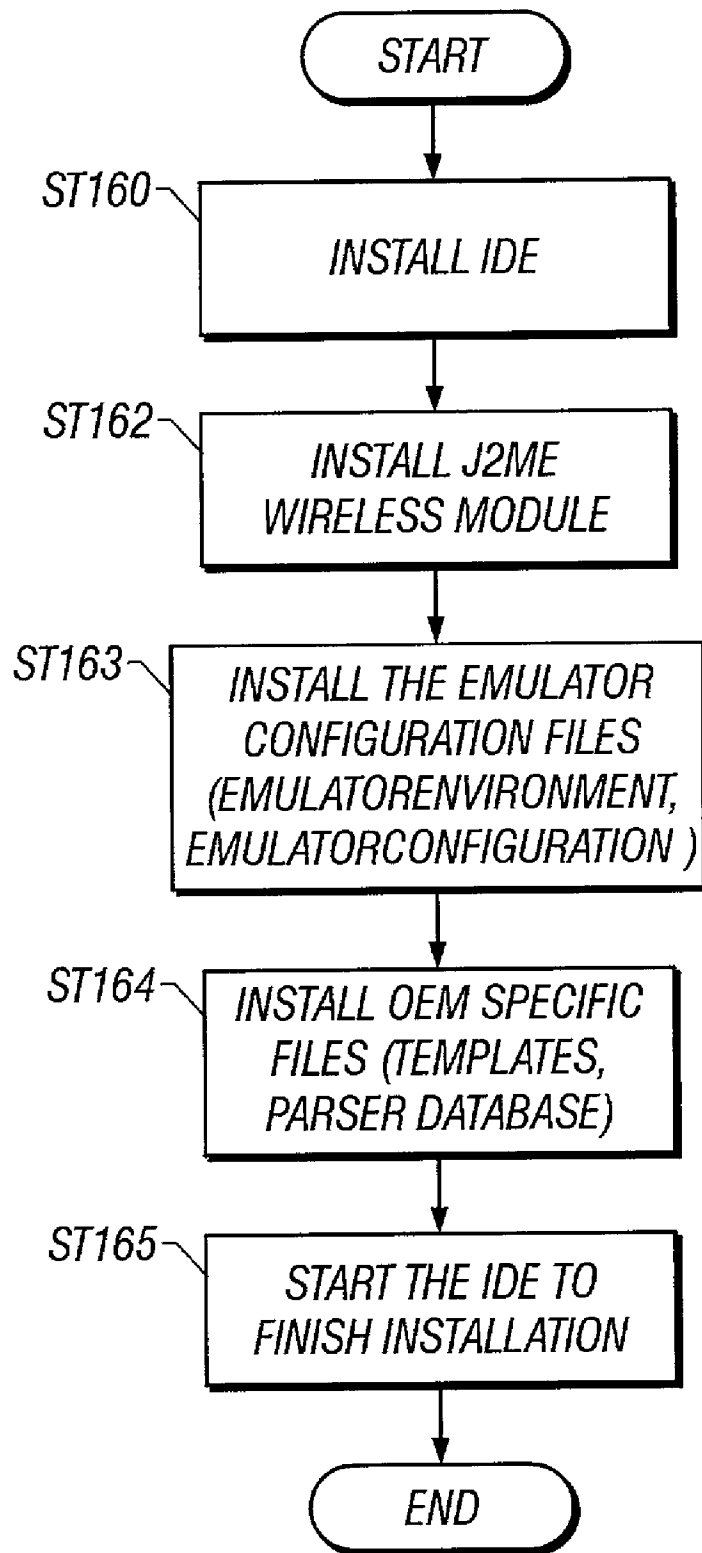 START
ST160
INSTALL IDE
ST162
INSTALL J2ME
WIRELESS MODULE
ST163
INSTALL THE EMULATOR
CONFIGURATION FILES
(EMULATORENVIRONMENT,
EMULATORCONFIGURATION )
ST164
INSTALL OEM SPECIFIC
FILES (TEMPLATES,
PARSER DATABASE)
ST165
START THE IDE TO
FINISH INSTALLATION
END